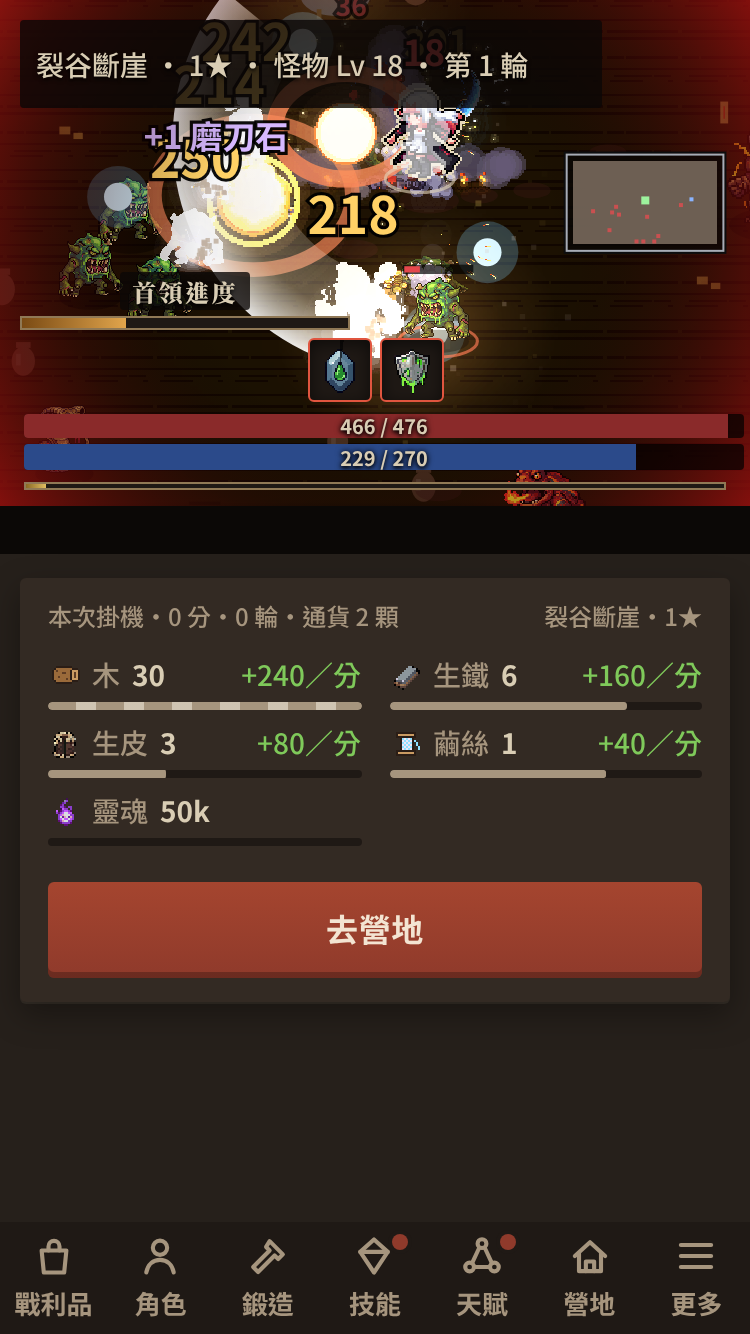 36
242
181
裂谷斷崖 • 1★ • 怪物 Lv 18 • 第 1 輪
214
+1 磨刀石
250
218
首領進度
466 / 476
229 / 270
本次掛機・0 分・0 輪・通貨 2 顆
裂谷斷崖・1★
木 30 +240／分
生鐵 6 +160／分
生皮 3 +80／分
繭絲 1 +40／分
靈魂 50k
去營地
戰利品 角色 鍛造 技能 天賦 營地 更多